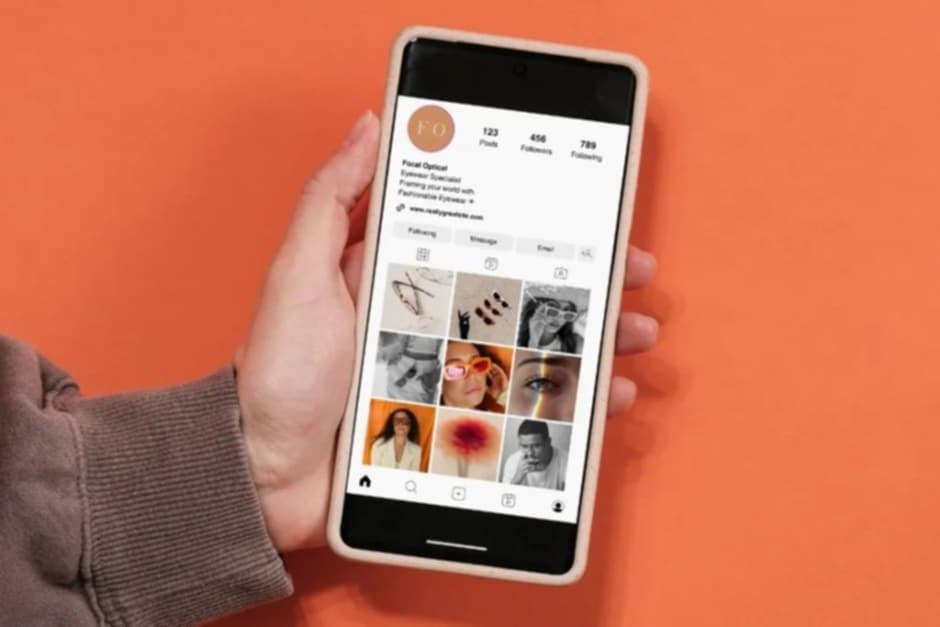 FO
123
Posts
456
Followers
789
Following
Focal Optical
Eyewear Specialist
Framing your world with
Fashionable Eyewear
www.reallygreatsite.com
Following
Message
Email